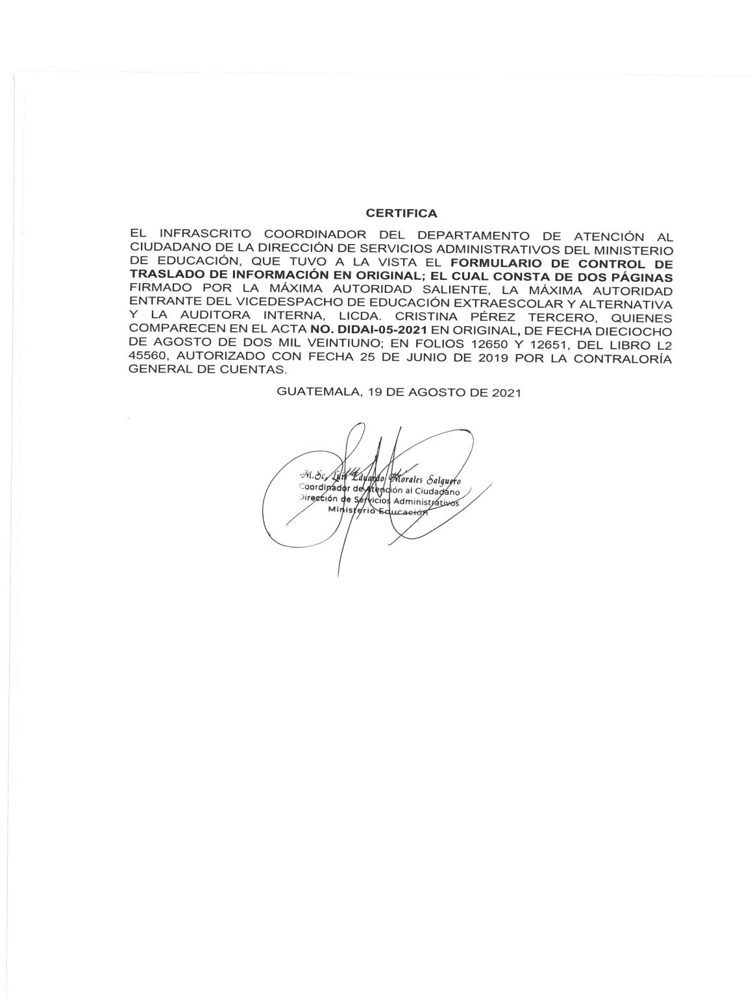 CERTIFICA
EL INFRASCRITO COORDINADOR DEL DEPARTAMENTO DE ATENCIÓN AL
CIUDADANO DE LA DIRECCIÓN DE SERVICIOS ADMINISTRATIVOS DEL MINISTERIO
DE EDUCACIÓN, QUE TUVO A LA VISTA EL FORMULARIO DE CONTROL DE
TRASLADO DE INFORMACIÓN EN ORIGINAL; EL CUAL CONSTA DE DOS PÁGINAS
FIRMADO POR LA MÁXIMA AUTORIDAD SALIENTE, LA MÁXIMA AUTORIDAD
ENTRANTE DEL VICEDESPACHO DE EDUCACIÓN EXTRAESCOLAR Y ALTERNATIVA
Y LA AUDITORA INTERNA, LICDA. CRISTINA PÉREZ TERCERO, QUIENES
COMPARECEN EN EL ACTA NO. DIDAI-05-2021 EN ORIGINAL, DE FECHA DIECIOCHO
DE AGOSTO DE DOS MIL VEINTIUNO; EN FOLIOS 12650 Y 12651, DEL LIBRO L2
45560, AUTORIZADO CON FECHA 25 DE JUNIO DE 2019 POR LA CONTRALORÍA
GENERAL DE CUENTAS.
GUATEMALA, 19 DE AGOSTO DE 2021
M.Sc. Luis Eduardo Morales Salguero
Coordinador de Atención al Ciudadano
Dirección de Servicios Administrativos
Ministerio Educación